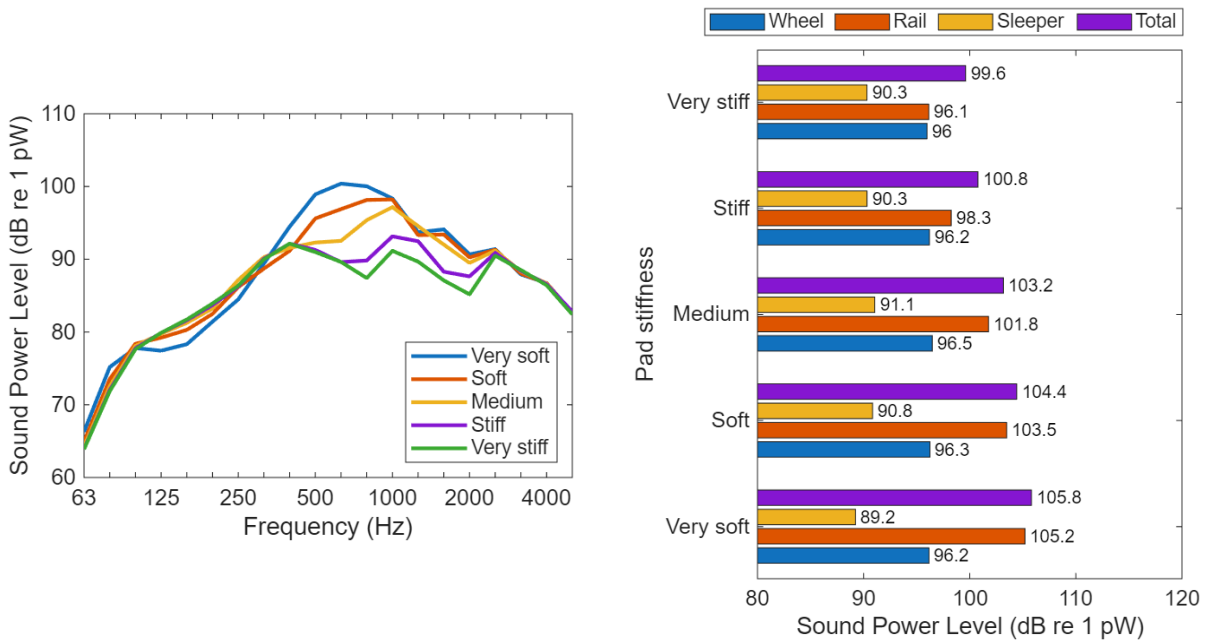 110
100
90
80
70
60
Sound Power Level (dB re 1 pW)
63 125 250 500 1000 2000 4000
Frequency (Hz)
Very soft
Soft
Medium
Stiff
Very stiff
Wheel Rail Sleeper Total
Pad stiffness
Very stiff
99.6
90.3
96.1
96
Stiff
100.8
90.3
98.3
96.2
Medium
103.2
91.1
101.8
96.5
Soft
104.4
90.8
103.5
96.3
Very soft
105.8
89.2
105.2
96.2
80 90 100 110 120
Sound Power Level (dB re 1 pW)